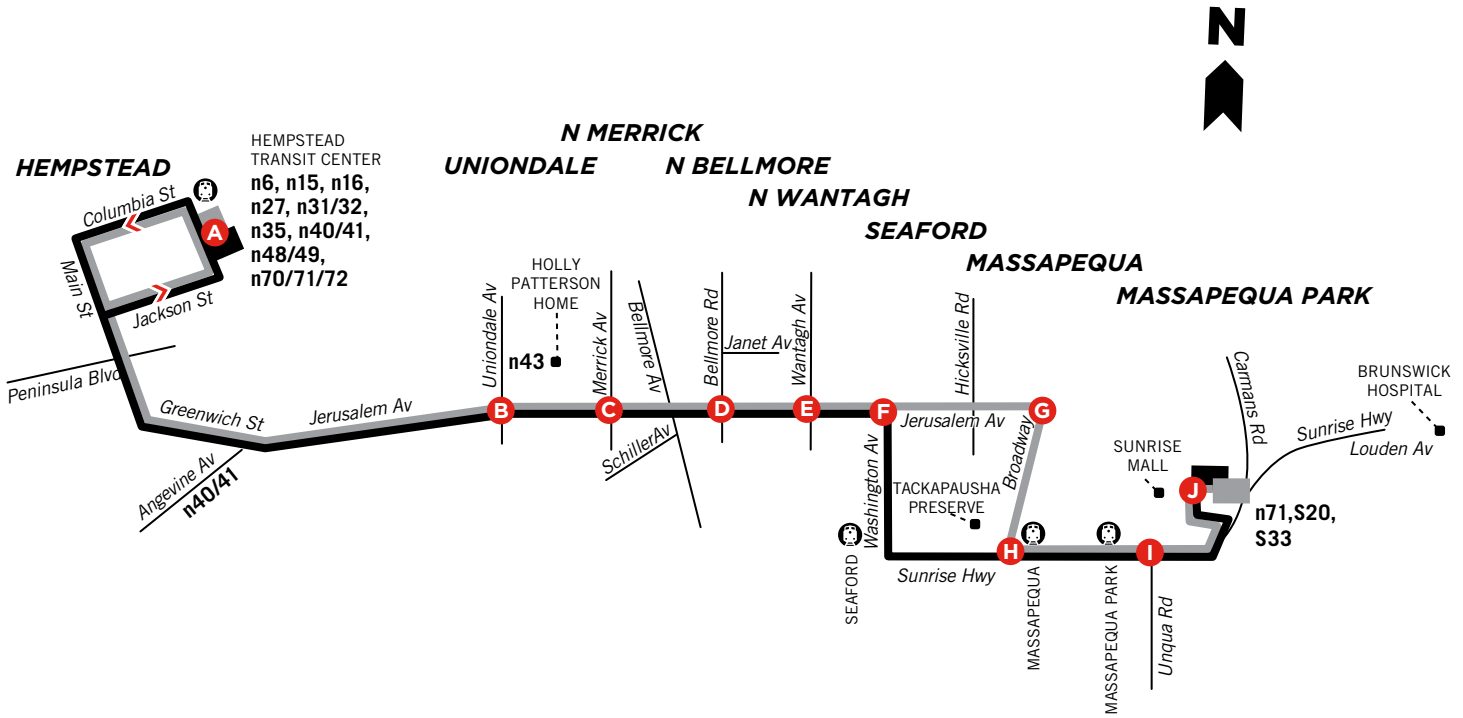 N
N MERRICK
HEMPSTEAD
UNIONDALE
N BELLMORE
N WANTAGH
SEAFORD
MASSAPEQUA
MASSAPEQUA PARK
HEMPSTEAD
TRANSIT CENTER
n6, n15, n16,
n27, n31/32,
n35, n40/41,
n48/49,
n70/71/72
Columbia St
A
Main St
Jackson St
Peninsula Blvd
Greenwich St
Jerusalem Av
Angevine Av
n40/41
Uniondale Av
B
HOLLY
PATTERSON
HOME
n43
Merrick Av
C
Bellmore Av
SchillerAv
Bellmore Rd
D
Janet Av
Wantagh Av
E
F
Jerusalem Av
Hicksville Rd
G
Washington Av
Broadway
TACKAPAUSHA
PRESERVE
SEAFORD
Sunrise Hwy
H
MASSAPEQUA
MASSAPEQUA PARK
I
Unqua Rd
SUNRISE
MALL
J
Carmans Rd
n71,S20,
S33
Sunrise Hwy
Louden Av
BRUNSWICK
HOSPITAL